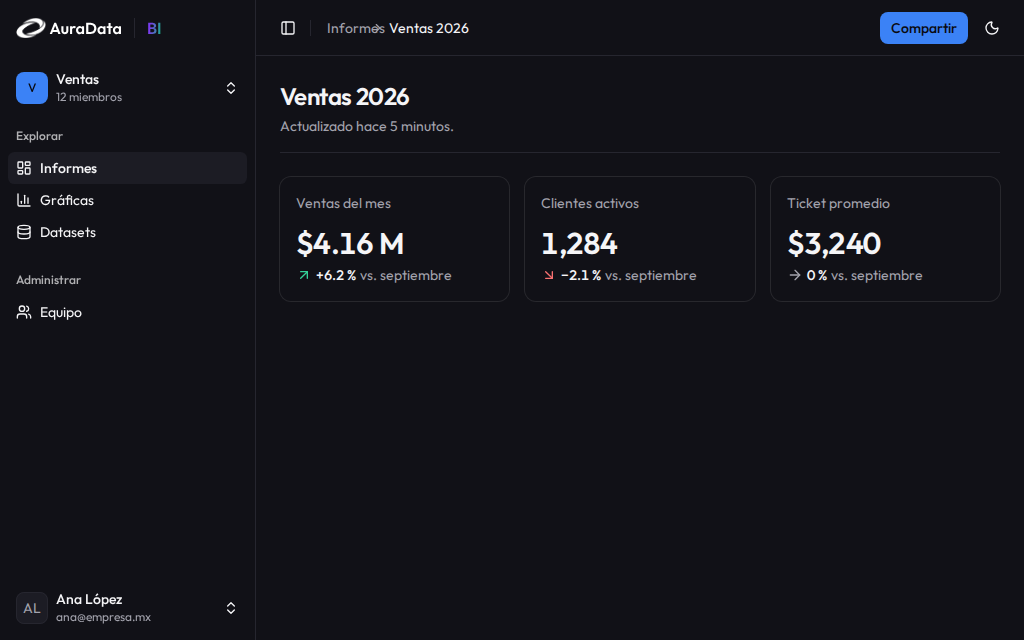 AuraData BI
Ventas
12 miembros
Explorar
Informes
Gráficas
Datasets
Administrar
Equipo
Ana López
ana@empresa.mx
Informes Ventas 2026
Compartir
Ventas 2026
Actualizado hace 5 minutos.
Ventas del mes
$4.16 M
+6.2 % vs. septiembre
Clientes activos
1,284
−2.1 % vs. septiembre
Ticket promedio
$3,240
0 % vs. septiembre
V
AL